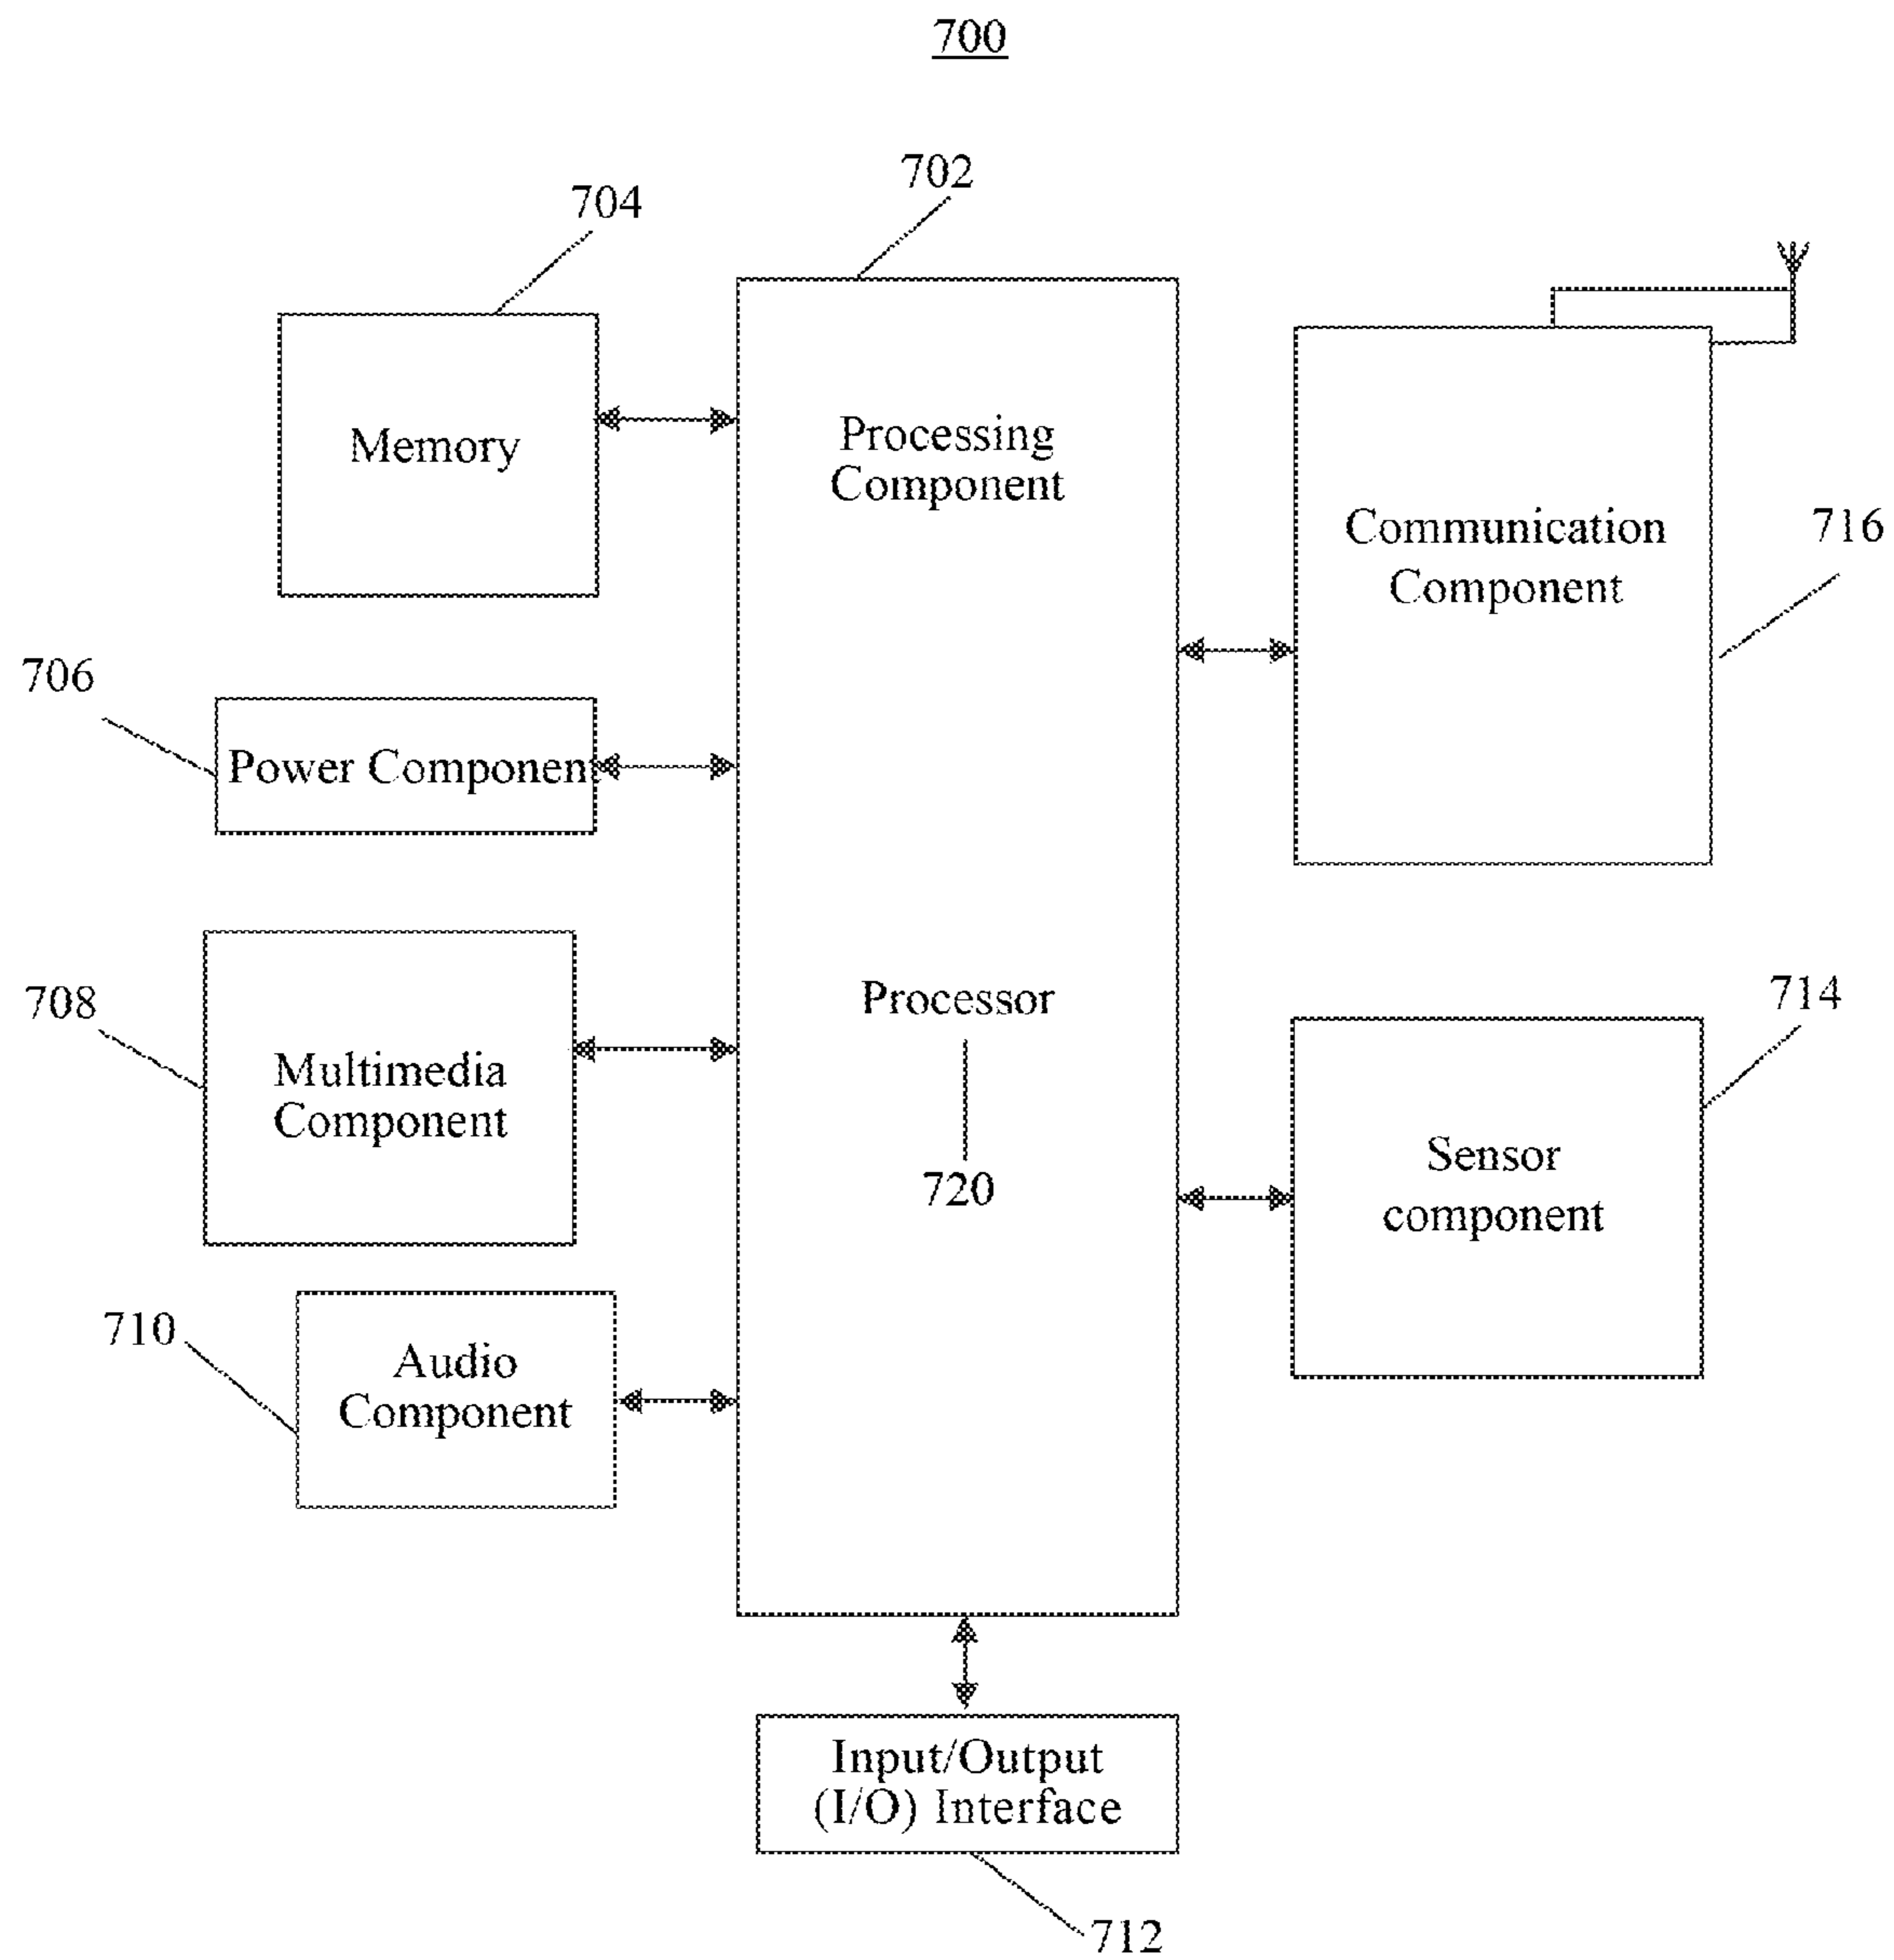 700
702
704
Memory
Processing
Component
Communication
Component
716
706
Power Component
708
Multimedia
Component
Processor
720
714
Sensor
component
710
Audio
Component
Input/Output
(I/O) Interface
712